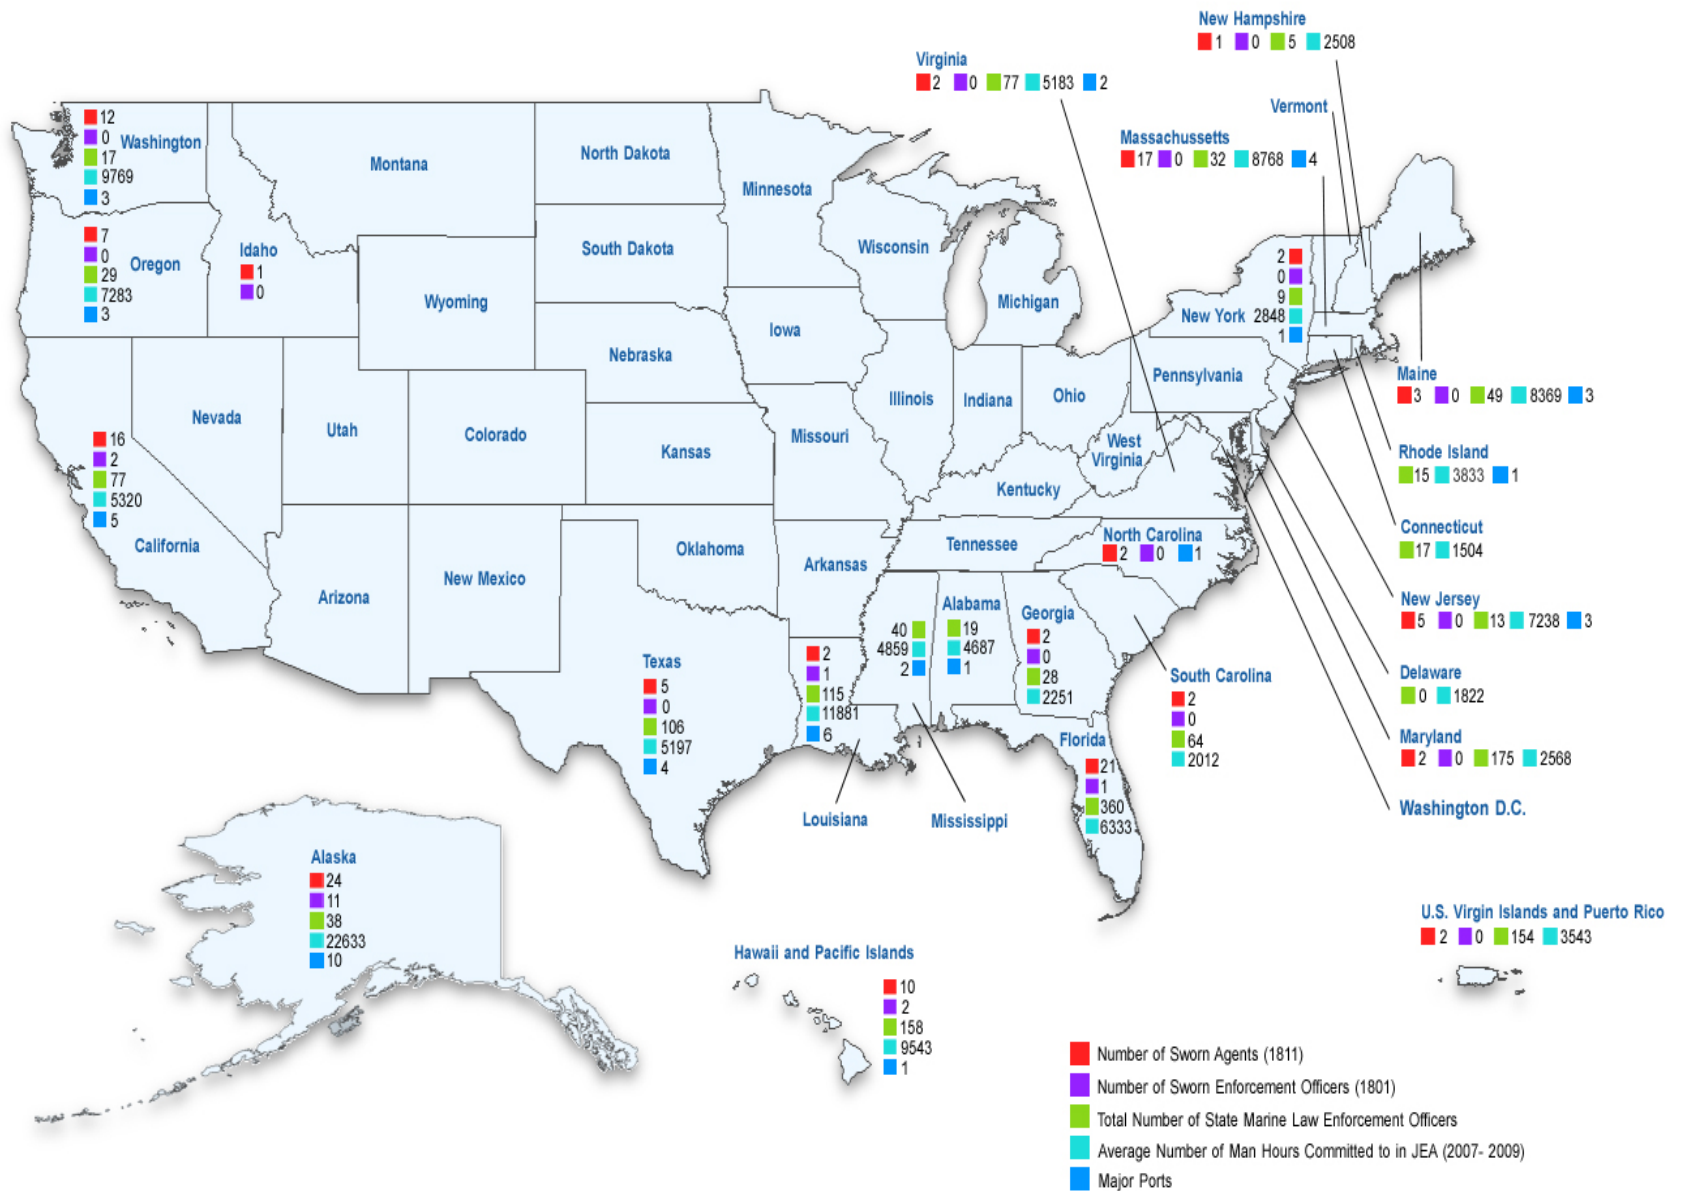 New Hampshire
1 0 5 2508
Virginia
2 0 77 5183 2
Vermont
Massachussetts
17 0 32 8768 4
12
0
17
9769
3
Washington
Montana
North Dakota
Minnesota
7
0
29
7283
3
Oregon
Idaho
1
0
Wyoming
South Dakota
Wisconsin
Michigan
2
0
9
New York 2848
1
Iowa
Nebraska
Pennsylvania
Maine
3 0 49 8369 3
Nevada
Utah
Colorado
Kansas
Missouri
Illinois
Indiana
Ohio
West
Virginia
Kentucky
Rhode Island
15 3833 1
16
2
77
5320
5
California
Connecticut
17 1504
Arizona
New Mexico
Oklahoma
Arkansas
Tennessee
North Carolina
2 0 1
New Jersey
5 0 13 7238 3
Texas
5
0
106
5197
4
2
1
115
11881
6
Louisiana
40
4859
2
Mississippi
Alabama
19
4687
1
Georgia
2
0
28
2251
South Carolina
2
0
64
2012
Delaware
0 1822
Maryland
2 0 175 2568
Florida
21
1
360
6333
Washington D.C.
Alaska
24
11
38
22633
10
Hawaii and Pacific Islands
10
2
158
9543
1
U.S. Virgin Islands and Puerto Rico
2 0 154 3543
Number of Sworn Agents (1811)
Number of Sworn Enforcement Officers (1801)
Total Number of State Marine Law Enforcement Officers
Average Number of Man Hours Committed to in JEA (2007- 2009)
Major Ports